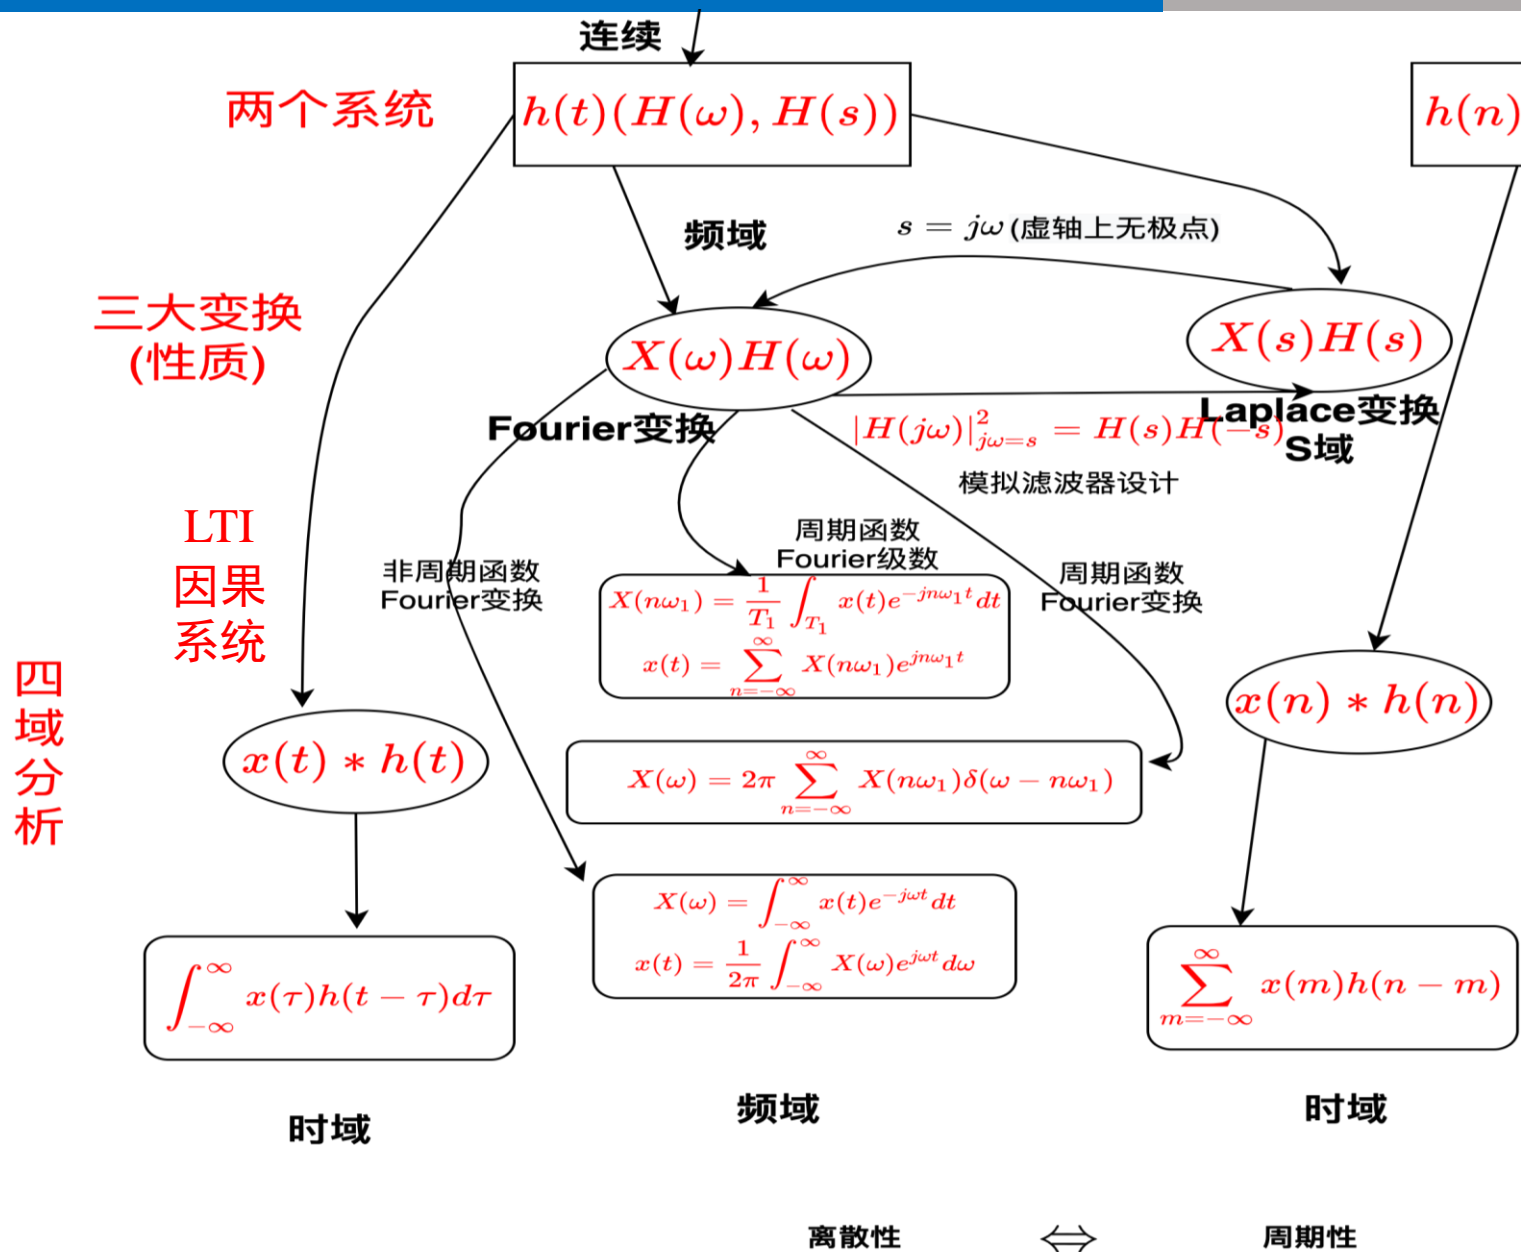 连续
两个系统
h(t)(H(ω), H(s))
h(n)
频域
s = jω (虚轴上无极点)
三大变换
(性质)
X(ω)H(ω)
X(s)H(s)
Fourier变换
Laplace变换
S域
|H(jω)|²_{jω=s} = H(s)H(−s)
模拟滤波器设计
LTI
因果
系统
非周期函数
Fourier变换
周期函数
Fourier级数
周期函数
Fourier变换
X(nω₁) = \frac{1}{T₁} ∫_{T₁} x(t)e^{−jnω₁t}dt
x(t) = ∑_{n=−∞}^{∞} X(nω₁)e^{jnω₁t}
四
域
分
析
x(t) * h(t)
x(n) * h(n)
X(ω) = 2π ∑_{n=−∞}^{∞} X(nω₁)δ(ω − nω₁)
X(ω) = ∫_{−∞}^{∞} x(t)e^{−jωt}dt
x(t) = \frac{1}{2π} ∫_{−∞}^{∞} X(ω)e^{jωt}dω
∫_{−∞}^{∞} x(τ)h(t − τ)dτ
∑_{m=−∞}^{∞} x(m)h(n − m)
时域
频域
时域
离散性 ⇔ 周期性